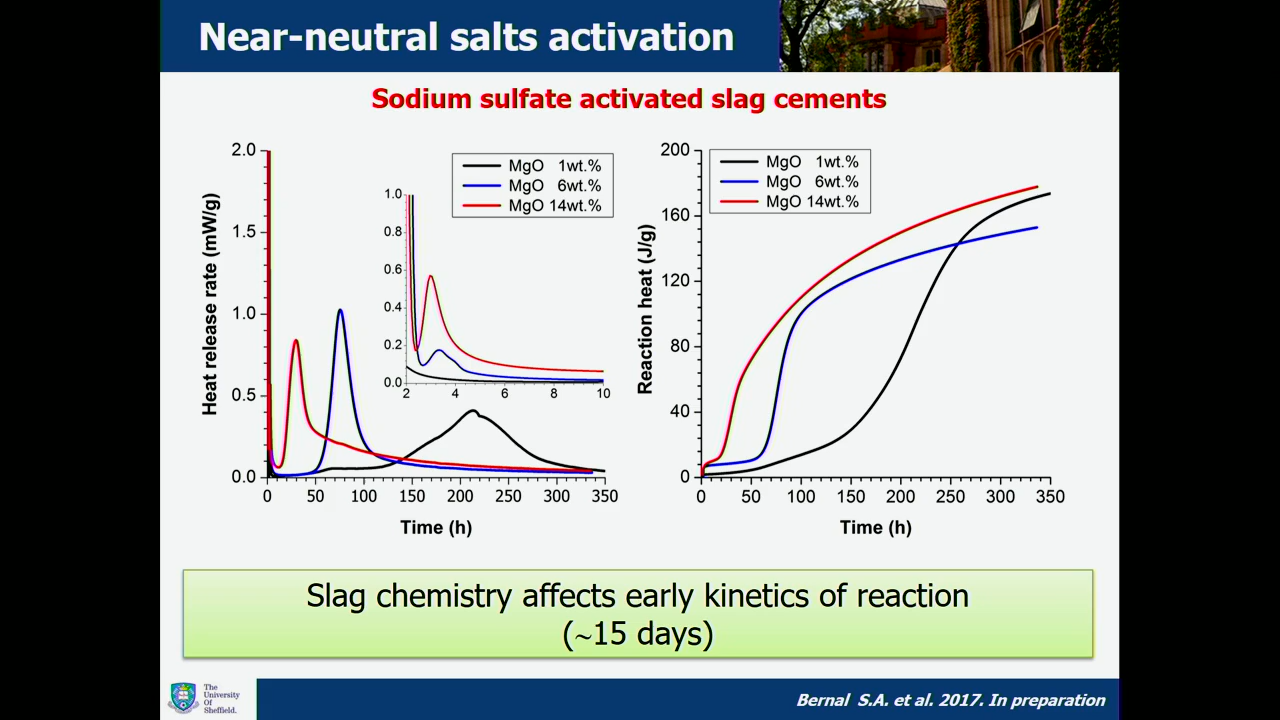 Near-neutral salts activation
Sodium sulfate activated slag cements
Heat release rate (mW/g)
2.0
1.5
1.0
0.5
0.0
0 50 100 150 200 250 300 350
Time (h)
MgO 1wt.%
MgO 6wt.%
MgO 14wt.%
1.0
0.8
0.6
0.4
0.2
0.0
2 4 6 8 10
Reaction heat (J/g)
200
160
120
80
40
0
0 50 100 150 200 250 300 350
Time (h)
MgO 1wt.%
MgO 6wt.%
MgO 14wt.%
Slag chemistry affects early kinetics of reaction
(~15 days)
The
University
Of
Sheffield.
Bernal S.A. et al. 2017. In preparation